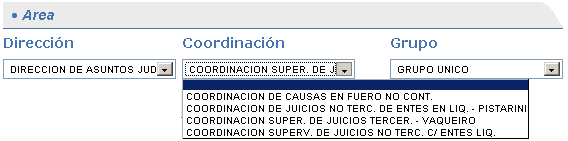 • Area
Dirección Coordinación Grupo
DIRECCION DE ASUNTOS JUD COORDINACION SUPER. DE J GRUPO UNICO
COORDINACION DE CAUSAS EN FUERO NO CONT.
COORDINACION DE JUICIOS NO TERC. DE ENTES EN LIQ. - PISTARINI
COORDINACION SUPER. DE JUICIOS TERCER. - VAQUEIRO
COORDINACION SUPERV. DE JUICIOS NO TERC. C/ ENTES LIQ.